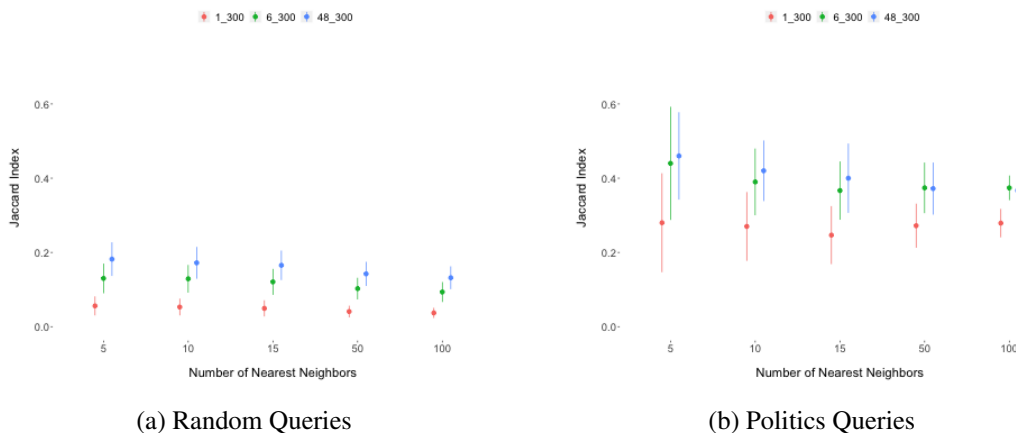 1_300 6_300 48_300
0.6
0.4
0.2
0.0
Jaccard Index
5 10 15 50 100
Number of Nearest Neighbors
(a) Random Queries
1_300 6_300 48_300
0.6
0.4
0.2
0.0
Jaccard Index
5 10 15 50 100
Number of Nearest Neighbors
(b) Politics Queries